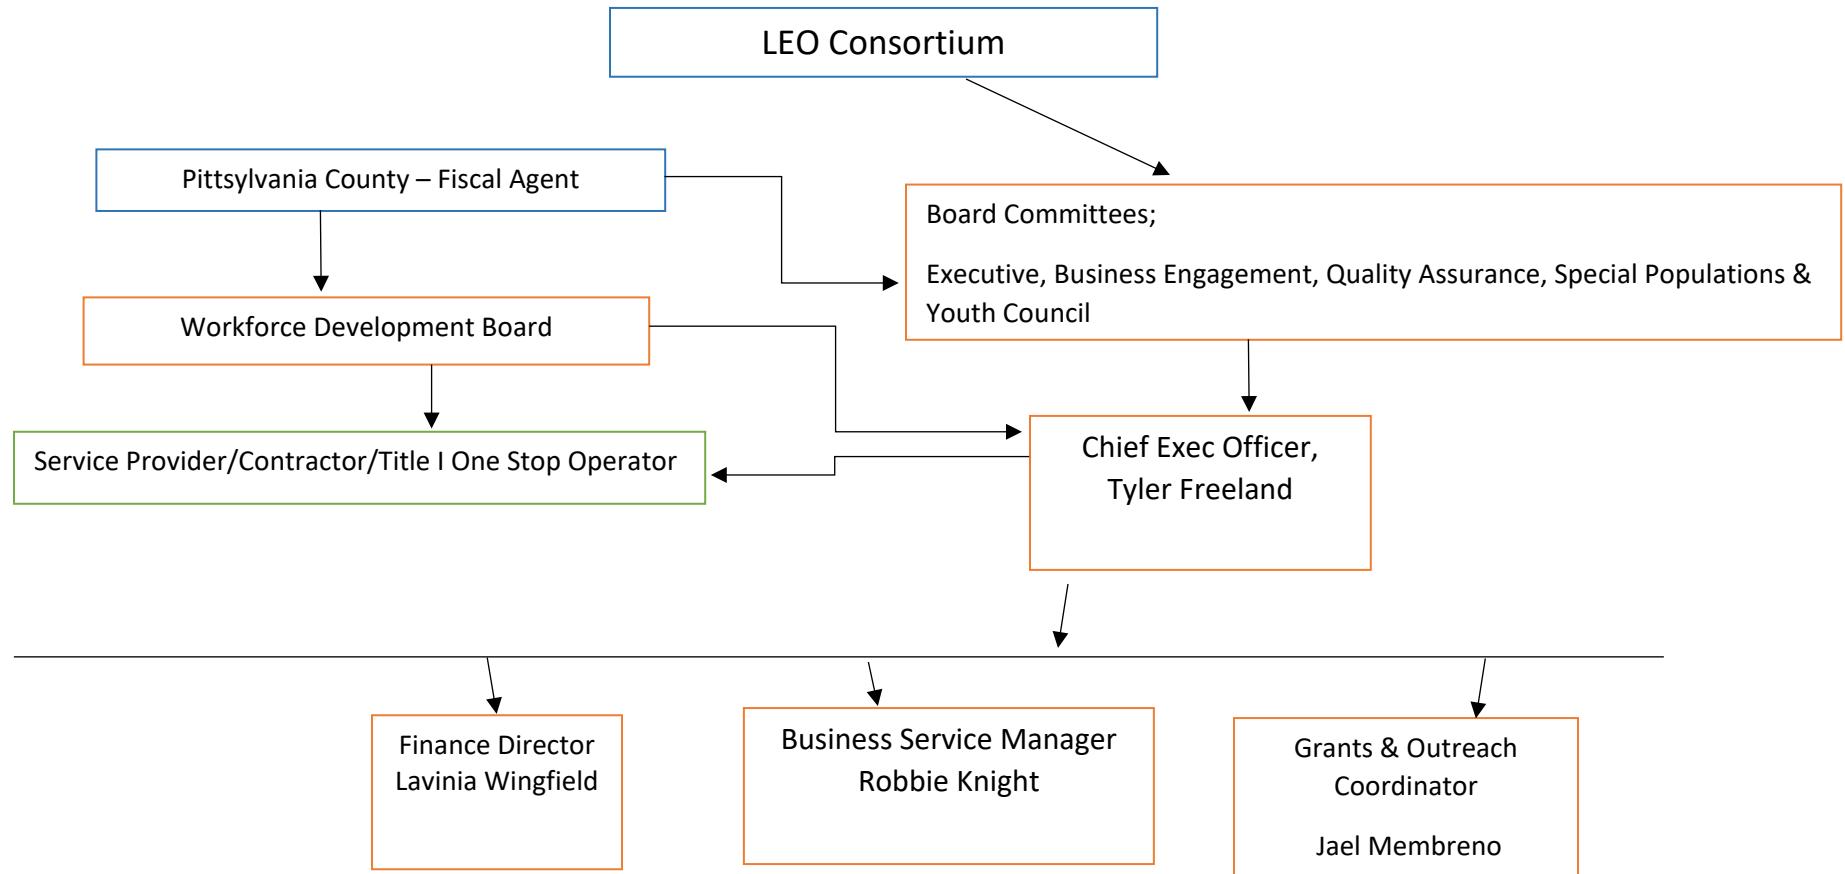 LEO Consortium
Pittsylvania County – Fiscal Agent
Board Committees;
Executive, Business Engagement, Quality Assurance, Special Populations &
Youth Council
Workforce Development Board
Service Provider/Contractor/Title I One Stop Operator
Chief Exec Officer,
Tyler Freeland
Finance Director
Lavinia Wingfield
Business Service Manager
Robbie Knight
Grants & Outreach
Coordinator
Jael Membreno